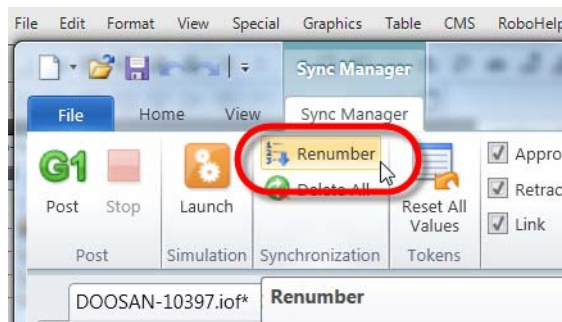 File Edit Format View Special Graphics Table CMS RoboHelp
Sync Manager
File Home View Sync Manager
G1 Post
Stop
Launch
Renumber
Delete All
Reset All
Values
Appro
Retrac
Link
Post Simulation Synchronization Tokens
DOOSAN-10397.iof*
Renumber